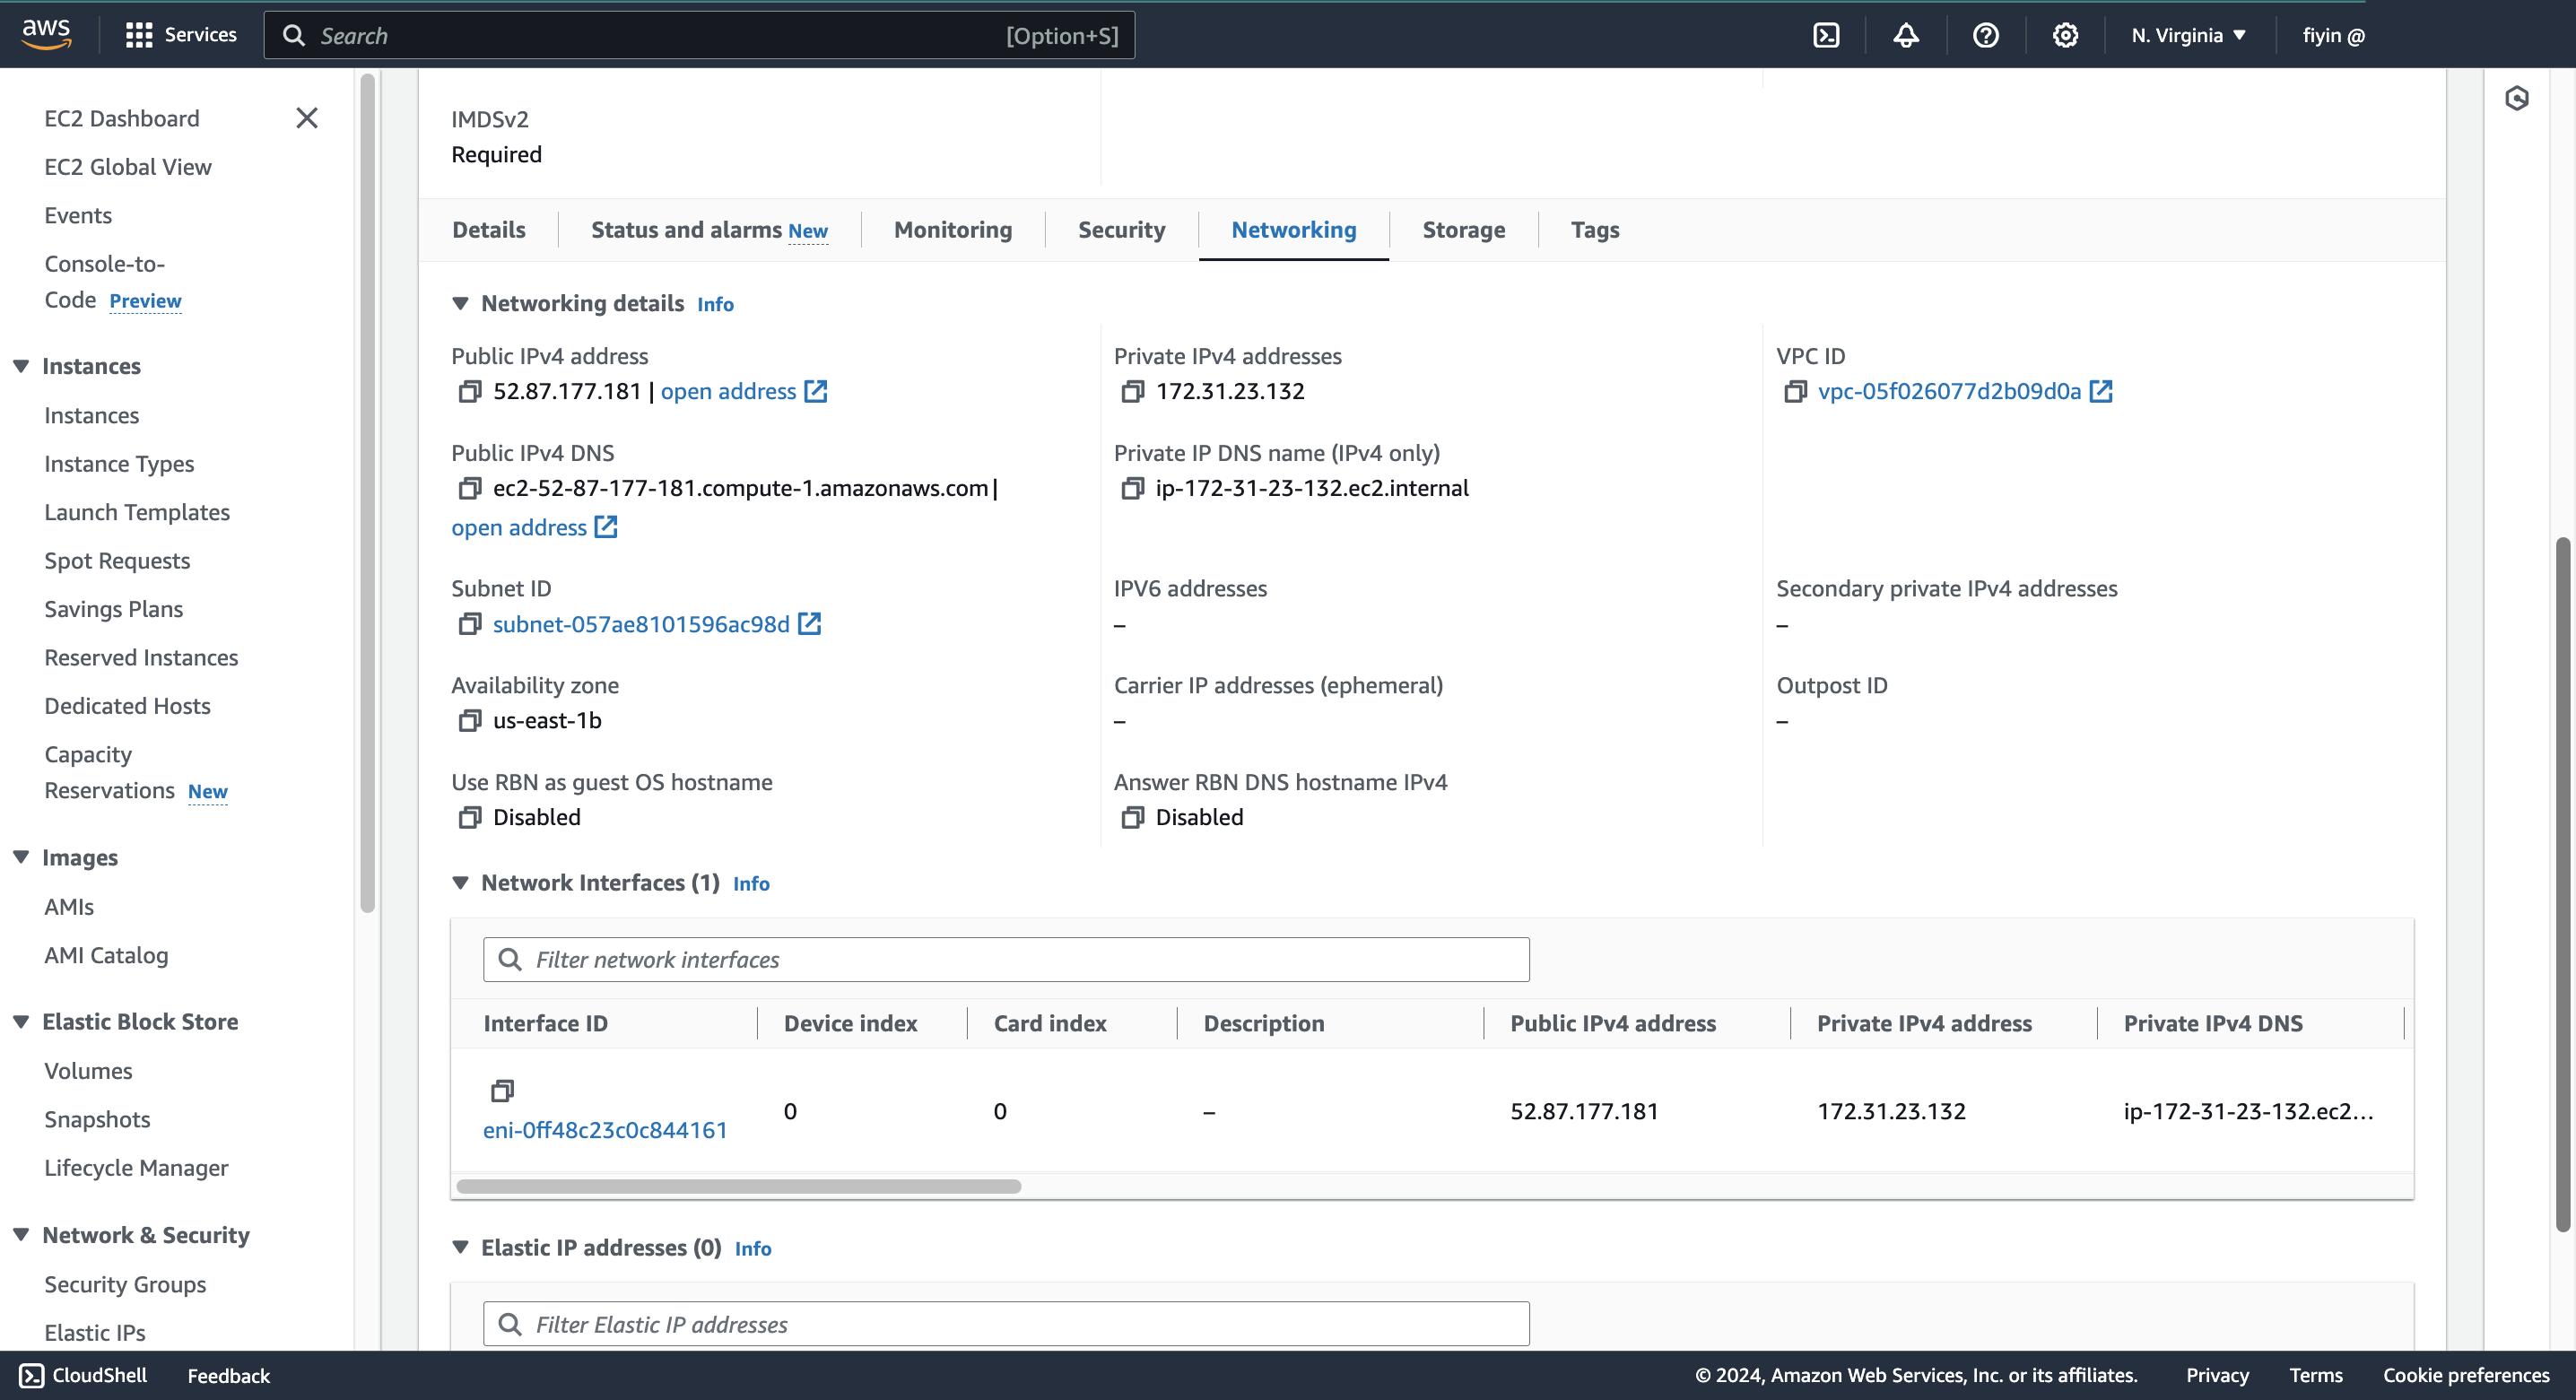 aws
Services
Search
[Option+S]
N. Virginia
fiyin @
EC2 Dashboard
EC2 Global View
Events
Console-to-
Code Preview
Instances
Instances
Instance Types
Launch Templates
Spot Requests
Savings Plans
Reserved Instances
Dedicated Hosts
Capacity
Reservations New
Images
AMIs
AMI Catalog
Elastic Block Store
Volumes
Snapshots
Lifecycle Manager
Network & Security
Security Groups
Elastic IPs
IMDSv2
Required
Details
Status and alarms New
Monitoring
Security
Networking
Storage
Tags
Networking details Info
Public IPv4 address
52.87.177.181 | open address
Private IPv4 addresses
172.31.23.132
VPC ID
vpc-05f026077d2b09d0a
Public IPv4 DNS
ec2-52-87-177-181.compute-1.amazonaws.com |
open address
Private IP DNS name (IPv4 only)
ip-172-31-23-132.ec2.internal
Subnet ID
subnet-057ae8101596ac98d
IPV6 addresses
–
Secondary private IPv4 addresses
–
Availability zone
us-east-1b
Carrier IP addresses (ephemeral)
–
Outpost ID
–
Use RBN as guest OS hostname
Disabled
Answer RBN DNS hostname IPv4
Disabled
Network Interfaces (1) Info
Filter network interfaces
Interface ID
Device index
Card index
Description
Public IPv4 address
Private IPv4 address
Private IPv4 DNS
eni-0ff48c23c0c844161
0
0
–
52.87.177.181
172.31.23.132
ip-172-31-23-132.ec2...
Elastic IP addresses (0) Info
Filter Elastic IP addresses
CloudShell
Feedback
© 2024, Amazon Web Services, Inc. or its affiliates.
Privacy
Terms
Cookie preferences